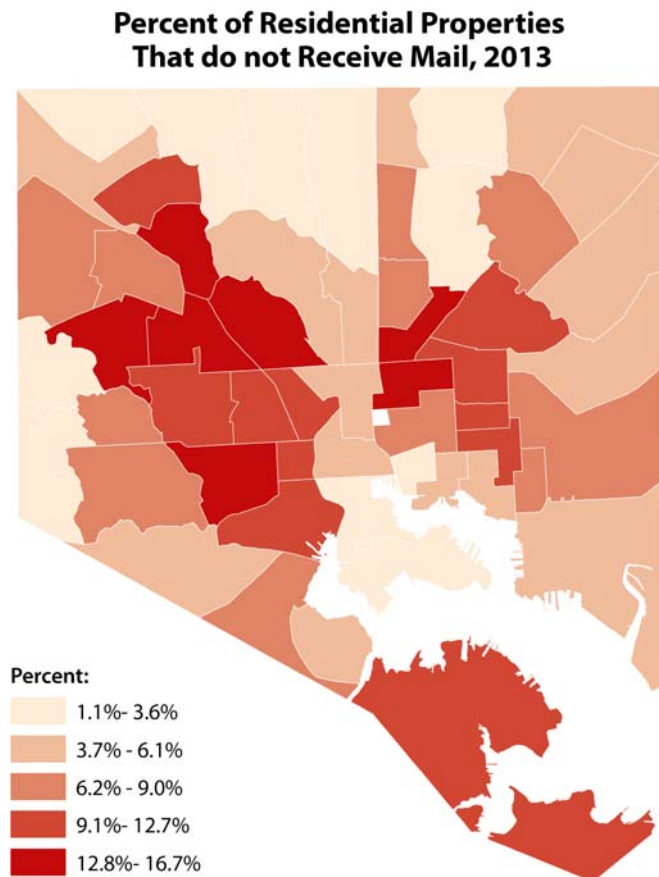 Percent of Residential Properties
That do not Receive Mail, 2013
Percent:
1.1%- 3.6%
3.7% - 6.1%
6.2% - 9.0%
9.1%- 12.7%
12.8%- 16.7%